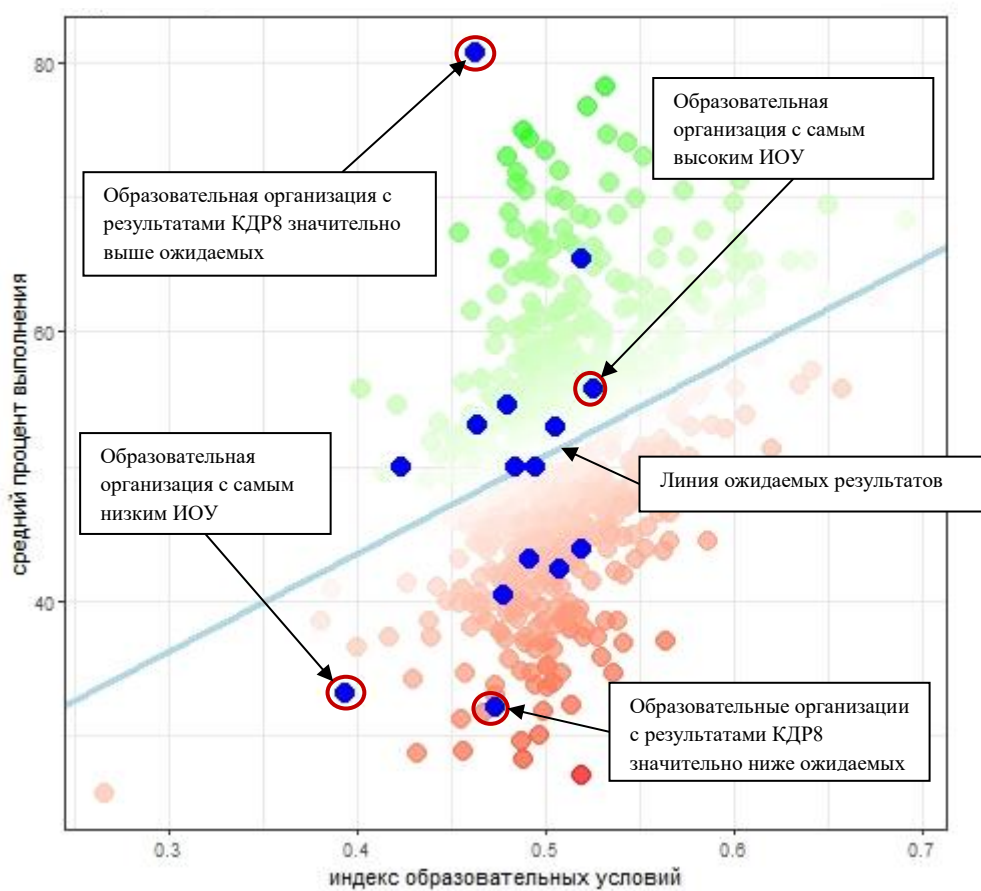 80
Образовательная
организация с самым
высоким ИОУ
Образовательная организация с
результатами КДР8 значительно
выше ожидаемых
средний процент выполнения
60
Образовательная
организация с самым
низким ИОУ
Линия ожидаемых результатов
40
Образовательные организации
с результатами КДР8
значительно ниже ожидаемых
0.3
0.4
0.5
0.6
0.7
индекс образовательных условий